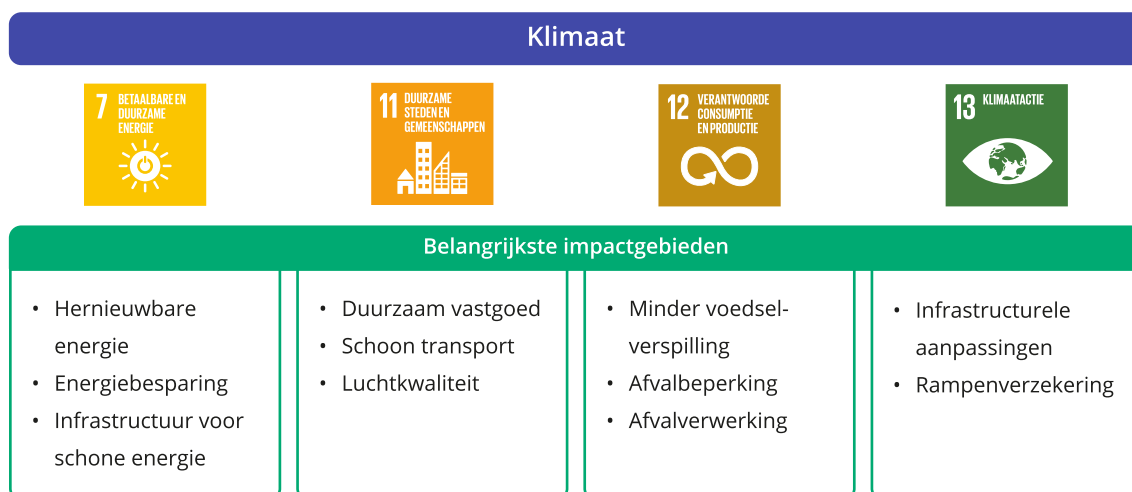 Klimaat
7 BETAALBARE EN
DUURZAME
ENERGIE
11 DUURZAME
STEDEN EN
GEMEENSCHAPPEN
12 VERANTWOORDE
CONSUMPTIE
EN PRODUCTIE
13 KLIMAATACTIE
Belangrijkste impactgebieden
• Hernieuwbare
energie
• Energiebesparing
• Infrastructuur voor
schone energie
• Duurzaam vastgoed
• Schoon transport
• Luchtkwaliteit
• Minder voedsel-
verspilling
• Afvalbeperking
• Afvalverwerking
• Infrastructurele
aanpassingen
• Rampenverzekering